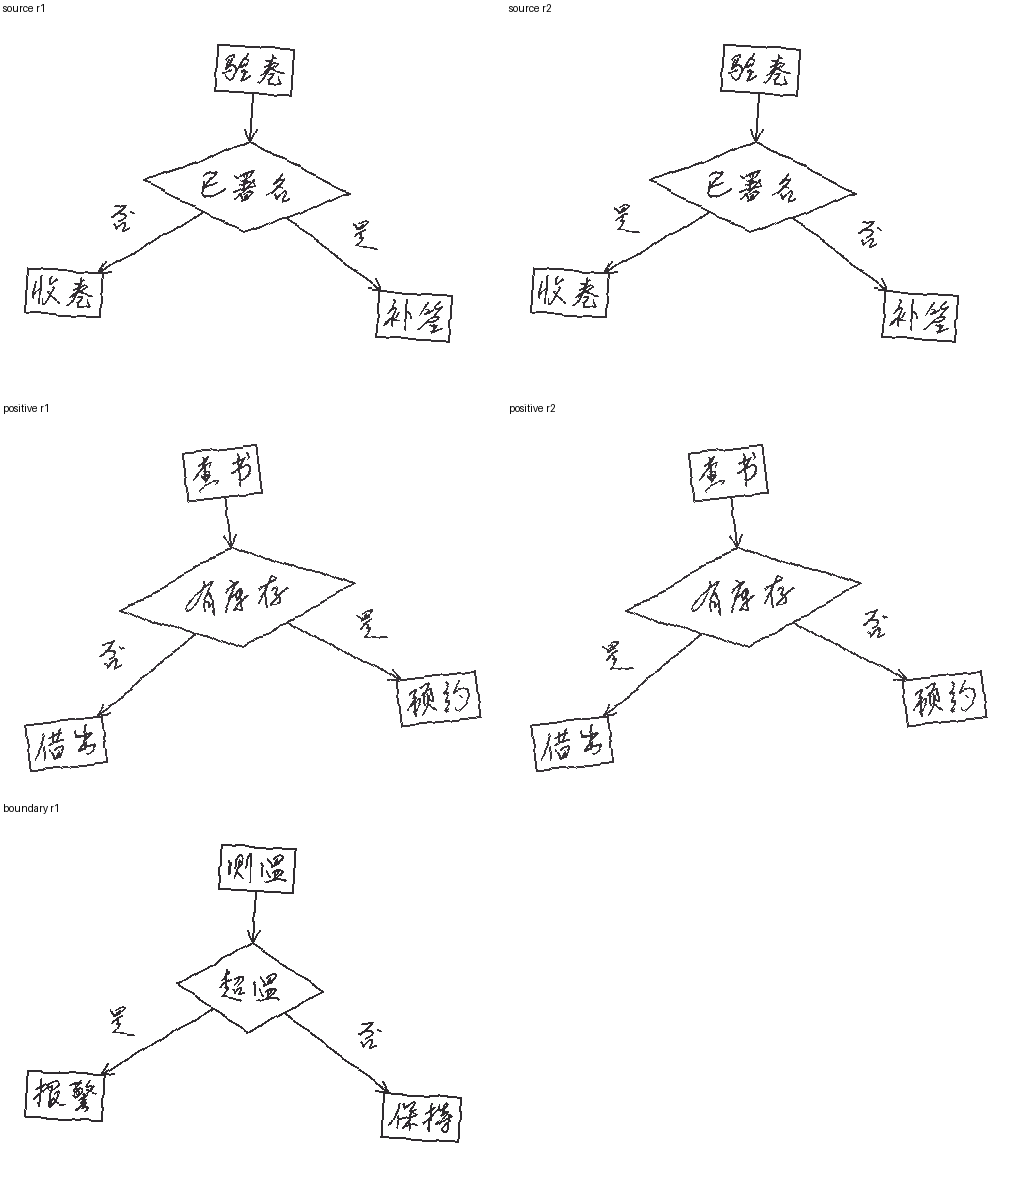 source r1
source r2
验卷
验卷
已署名
已署名
否
是
是
否
收卷
补签
收卷
补签
positive r1
positive r2
查书
查书
有库存
有库存
否
是
是
否
借出
预约
借出
预约
boundary r1
测温
超温
是
否
报警
保持